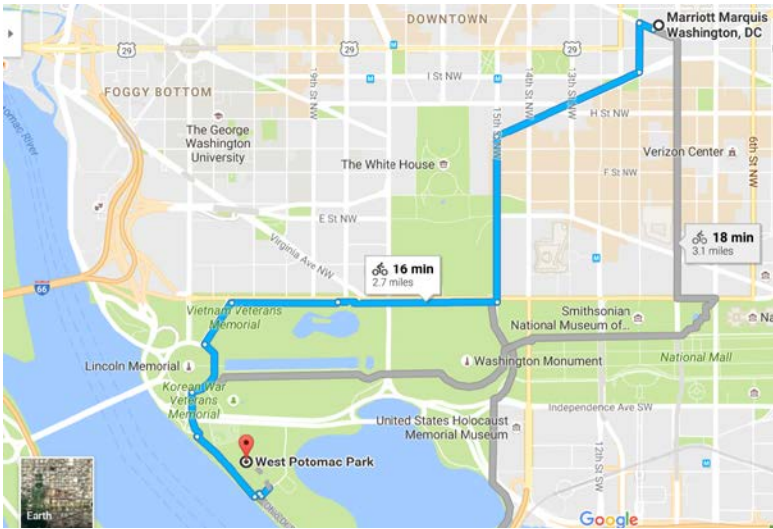 DOWNTOWN
Marriott Marquis
Washington, DC
29
29
29
29
I St NW
19th St NW
14th St NW
13th St NW
15th St NW
H St NW
6th St NW
FOGGY BOTTOM
The George
Washington
University
The White House
Verizon Center
F St NW
E St NW
Virginia Ave NW
16 min
2.7 miles
18 min
3.1 miles
66
Vietnam Veterans
Memorial
Smithsonian
National Museum of...
Na
Lincoln Memorial
Washington Monument
National Mall
Korean War
Veterans
Memorial
United States Holocaust
Memorial Museum
Independence Ave SW
12th St SW
West Potomac Park
Earth
Google